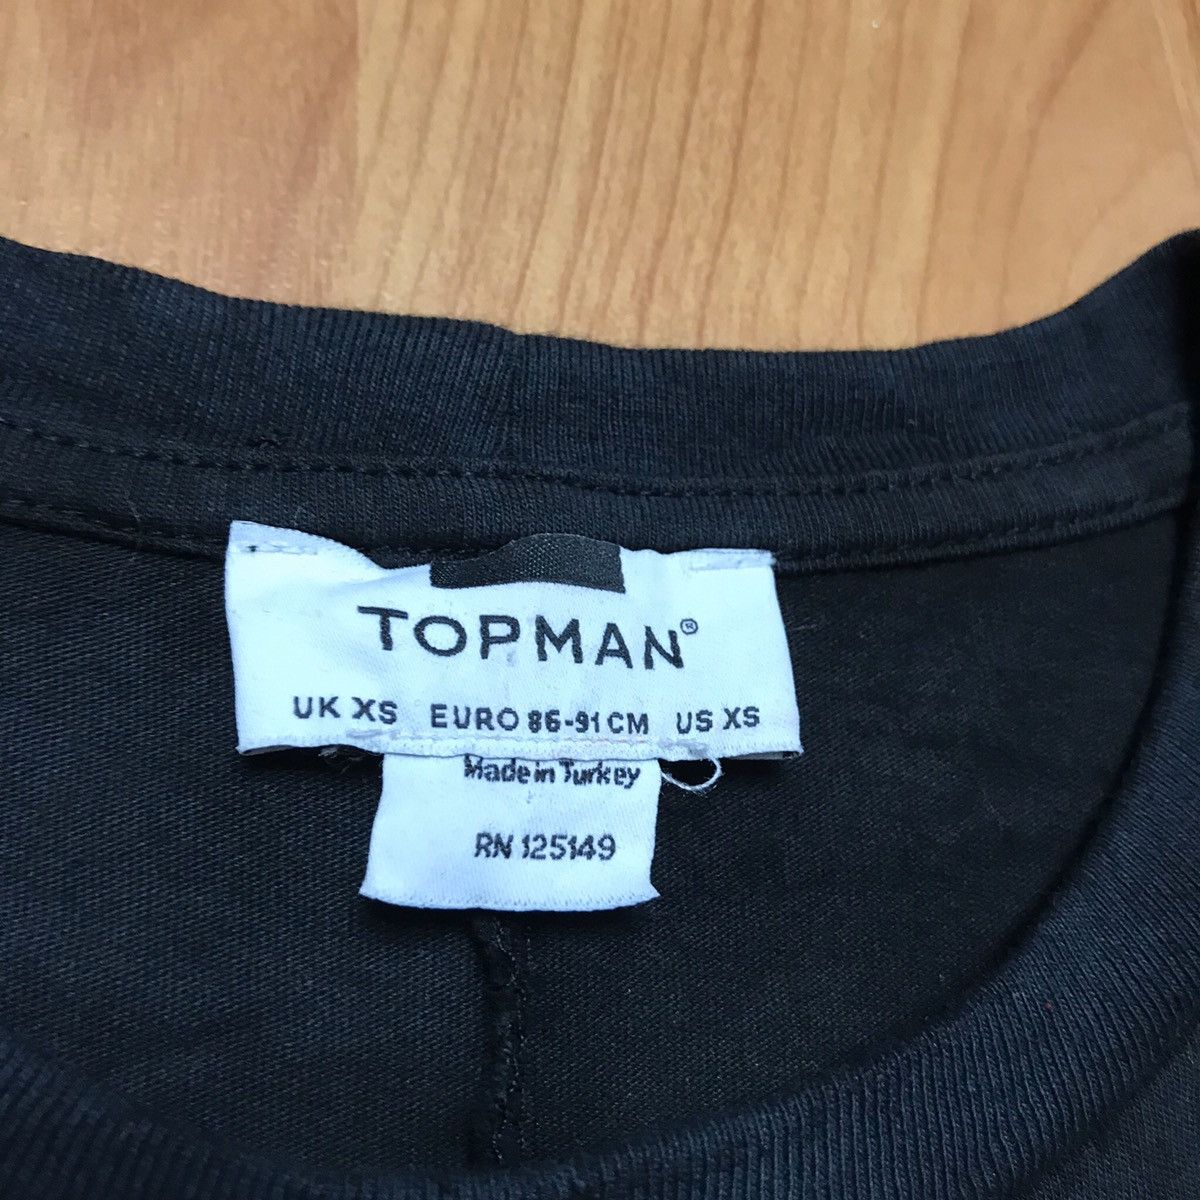 TOPMAN®
UK XS EURO 86-91 CM US XS
Made in Turkey
RN 125149